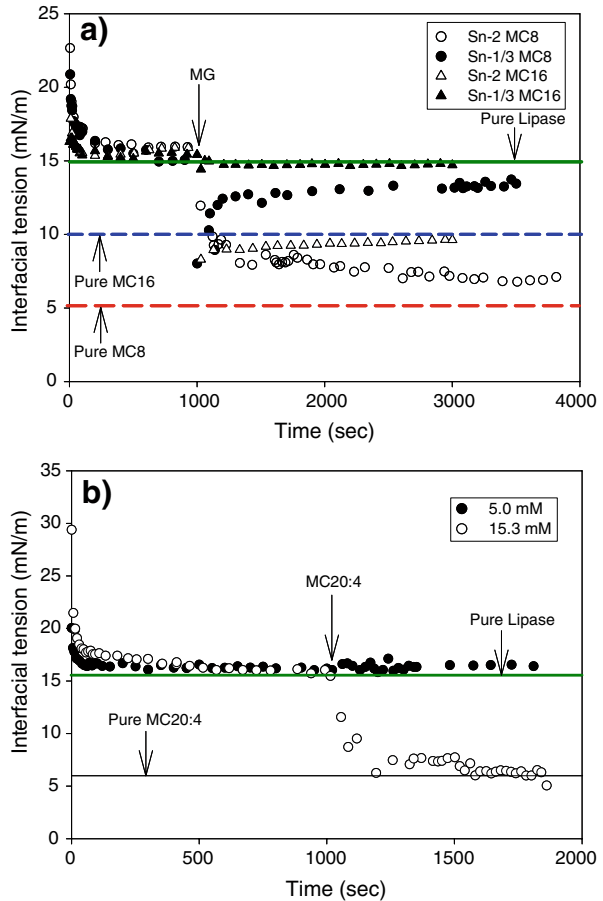 a)
Sn-2 MC8
Sn-1/3 MC8
Sn-2 MC16
Sn-1/3 MC16
MG
Pure Lipase
Pure MC16
Pure MC8
Interfacial tension (mN/m)
25
20
15
10
5
0
0 1000 2000 3000 4000
Time (sec)
b)
5.0 mM
15.3 mM
MC20:4
Pure Lipase
Pure MC20:4
Interfacial tension (mN/m)
35
30
25
20
15
10
5
0
0 500 1000 1500 2000
Time (sec)